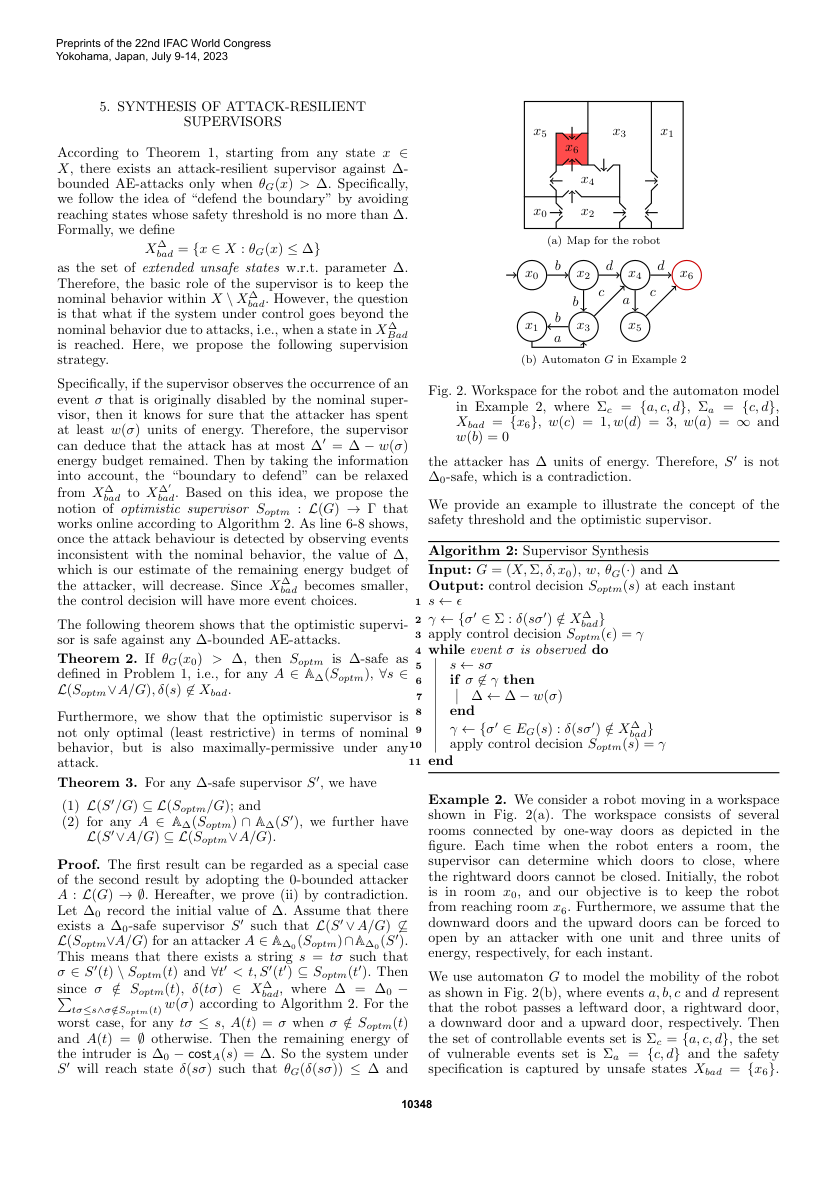 Preprints of the 22nd IFAC World Congress
Yokohama, Japan, July 9-14, 2023
5. SYNTHESIS OF ATTACK-RESILIENT
SUPERVISORS
According to Theorem 1, starting from any state x ∈
X, there exists an attack-resilient supervisor against Δ-
bounded AE-attacks only when θ_G(x) > Δ. Specifically,
we follow the idea of “defend the boundary” by avoiding
reaching states whose safety threshold is no more than Δ.
Formally, we define
X^Δ_bad = {x ∈ X : θ_G(x) ≤ Δ}
as the set of extended unsafe states w.r.t. parameter Δ.
Therefore, the basic role of the supervisor is to keep the
nominal behavior within X \ X^Δ_bad. However, the question
is that what if the system under control goes beyond the
nominal behavior due to attacks, i.e., when a state in X^Δ_Bad
is reached. Here, we propose the following supervision
strategy.
Specifically, if the supervisor observes the occurrence of an
event σ that is originally disabled by the nominal super-
visor, then it knows for sure that the attacker has spent
at least w(σ) units of energy. Therefore, the supervisor
can deduce that the attack has at most Δ′ = Δ − w(σ)
energy budget remained. Then by taking the information
into account, the “boundary to defend” can be relaxed
from X^Δ_bad to X^Δ′_bad. Based on this idea, we propose the
notion of optimistic supervisor S_optm : L(G) → Γ that
works online according to Algorithm 2. As line 6-8 shows,
once the attack behaviour is detected by observing events
inconsistent with the nominal behavior, the value of Δ,
which is our estimate of the remaining energy budget of
the attacker, will decrease. Since X^Δ_bad becomes smaller,
the control decision will have more event choices.
The following theorem shows that the optimistic supervi-
sor is safe against any Δ-bounded AE-attacks.
Theorem 2. If θ_G(x_0) > Δ, then S_optm is Δ-safe as
defined in Problem 1, i.e., for any A ∈ 𝔸_Δ(S_optm), ∀s ∈
L(S_optm∨A/G), δ(s) ∉ X_bad.
Furthermore, we show that the optimistic supervisor is
not only optimal (least restrictive) in terms of nominal
behavior, but is also maximally-permissive under any
attack.
Theorem 3. For any Δ-safe supervisor S′, we have
(1) L(S′/G) ⊆ L(S_optm/G); and
(2) for any A ∈ 𝔸_Δ(S_optm) ∩ 𝔸_Δ(S′), we further have
L(S′∨A/G) ⊆ L(S_optm∨A/G).
Proof. The first result can be regarded as a special case
of the second result by adopting the 0-bounded attacker
A : L(G) → ∅. Hereafter, we prove (ii) by contradiction.
Let Δ_0 record the initial value of Δ. Assume that there
exists a Δ_0-safe supervisor S′ such that L(S′∨A/G) ⊈
L(S_optm∨A/G) for an attacker A ∈ 𝔸_Δ0(S_optm)∩𝔸_Δ0(S′).
This means that there exists a string s = tσ such that
σ ∈ S′(t) \ S_optm(t) and ∀t′ < t, S′(t′) ⊆ S_optm(t′). Then
since σ ∉ S_optm(t), δ(tσ) ∈ X^Δ_bad, where Δ = Δ_0 −
∑_tσ≤s∧σ∉S_optm(t) w(σ) according to Algorithm 2. For the
worst case, for any tσ ≤ s, A(t) = σ when σ ∉ S_optm(t)
and A(t) = ∅ otherwise. Then the remaining energy of
the intruder is Δ_0 − cost_A(s) = Δ. So the system under
S′ will reach state δ(sσ) such that θ_G(δ(sσ)) ≤ Δ and
x5
x3
x1
x6
x4
x0
x2
(a) Map for the robot
x0 b x2 d x4 d x6
b c a c
x1 b x3 x5
a
(b) Automaton G in Example 2
Fig. 2. Workspace for the robot and the automaton model
in Example 2, where Σ_c = {a, c, d}, Σ_a = {c, d},
X_bad = {x_6}, w(c) = 1, w(d) = 3, w(a) = ∞ and
w(b) = 0
the attacker has Δ units of energy. Therefore, S′ is not
Δ_0-safe, which is a contradiction.
We provide an example to illustrate the concept of the
safety threshold and the optimistic supervisor.
Algorithm 2: Supervisor Synthesis
Input: G = (X, Σ, δ, x_0), w, θ_G(·) and Δ
Output: control decision S_optm(s) at each instant
1 s ← ϵ
2 γ ← {σ′ ∈ Σ : δ(sσ′) ∉ X^Δ_bad}
3 apply control decision S_optm(ϵ) = γ
4 while event σ is observed do
5 s ← sσ
6 if σ ∉ γ then
7 Δ ← Δ − w(σ)
8 end
9 γ ← {σ′ ∈ E_G(s) : δ(sσ′) ∉ X^Δ_bad}
10 apply control decision S_optm(s) = γ
11 end
Example 2. We consider a robot moving in a workspace
shown in Fig. 2(a). The workspace consists of several
rooms connected by one-way doors as depicted in the
figure. Each time when the robot enters a room, the
supervisor can determine which doors to close, where
the rightward doors cannot be closed. Initially, the robot
is in room x_0, and our objective is to keep the robot
from reaching room x_6. Furthermore, we assume that the
downward doors and the upward doors can be forced to
open by an attacker with one unit and three units of
energy, respectively, for each instant.
We use automaton G to model the mobility of the robot
as shown in Fig. 2(b), where events a, b, c and d represent
that the robot passes a leftward door, a rightward door,
a downward door and a upward door, respectively. Then
the set of controllable events set is Σ_c = {a, c, d}, the set
of vulnerable events set is Σ_a = {c, d} and the safety
specification is captured by unsafe states X_bad = {x_6}.
10348